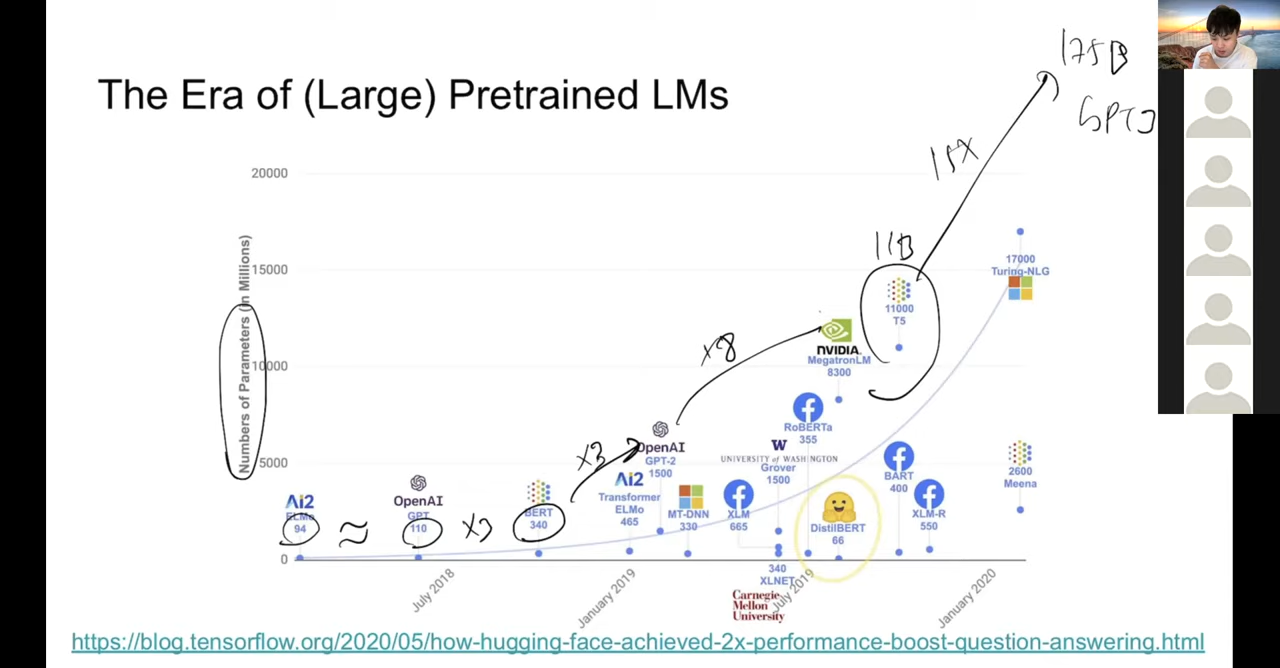 The Era of (Large) Pretrained LMs
175B
GPT3
15X
20000
15000
10000
5000
0
Numbers of Parameters (in Millions)
11B
17000
Turing-NLG
11000
T5
x8
NVIDIA.
MegatronLM
8300
RoBERTa
355
x3
OpenAI
GPT-2
1500
W
UNIVERSITY of WASHINGTON
Grover
1500
Ai2
ELMo
94
≈
OpenAI
GPT
110
x3
BERT
340
Ai2
Transformer
ELMo
465
MT-DNN
330
XLM
665
DistilBERT
66
BART
400
XLM-R
550
2600
Meena
340
XLNET
Carnegie
Mellon
University
July 2018
January 2019
July 2019
January 2020
https://blog.tensorflow.org/2020/05/how-hugging-face-achieved-2x-performance-boost-question-answering.html